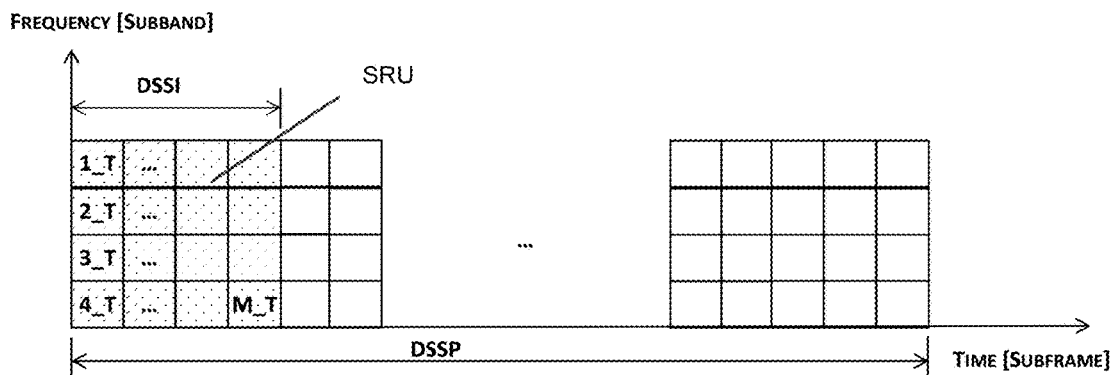 FREQUENCY [SUBBAND]
DSSI
SRU
1_T ...
2_T ...
3_T ...
...
4_T ... M_T
DSSP
TIME [SUBFRAME]